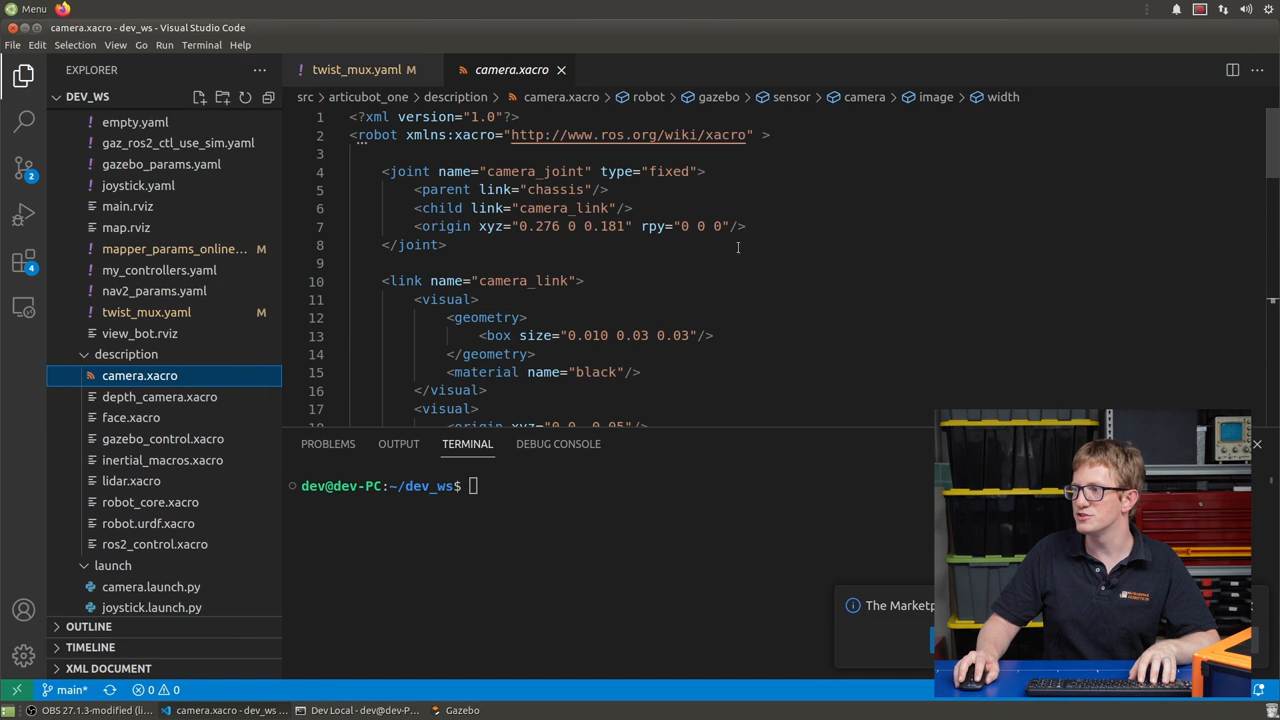 Menu
camera.xacro - dev_ws - Visual Studio Code
File Edit Selection View Go Run Terminal Help
EXPLORER
twist_mux.yaml M
camera.xacro
DEV_WS
src > articubot_one > description > camera.xacro > robot > gazebo > sensor > camera > image > width
empty.yaml
gaz_ros2_ctl_use_sim.yaml
gazebo_params.yaml
joystick.yaml
main.rviz
map.rviz
mapper_params_online... M
my_controllers.yaml
nav2_params.yaml
twist_mux.yaml M
view_bot.rviz
description
camera.xacro
depth_camera.xacro
face.xacro
gazebo_control.xacro
inertial_macros.xacro
lidar.xacro
robot_core.xacro
robot.urdf.xacro
ros2_control.xacro
launch
camera.launch.py
joystick.launch.py
OUTLINE
TIMELINE
XML DOCUMENT
2
4
1 <?xml version="1.0"?>
2 <robot xmlns:xacro="http://www.ros.org/wiki/xacro" >
3
4 <joint name="camera_joint" type="fixed">
5 <parent link="chassis"/>
6 <child link="camera_link"/>
7 <origin xyz="0.276 0 0.181" rpy="0 0 0"/>
8 </joint>
9
10 <link name="camera_link">
11 <visual>
12 <geometry>
13 <box size="0.010 0.03 0.03"/>
14 </geometry>
15 <material name="black"/>
16 </visual>
17 <visual>
PROBLEMS OUTPUT TERMINAL DEBUG CONSOLE
dev@dev-PC:~/dev_ws$
The Marketp
main* 0 0
OBS 27.1.3-modified (li... camera.xacro - dev_ws ... Dev Local - dev@dev-P... Gazebo